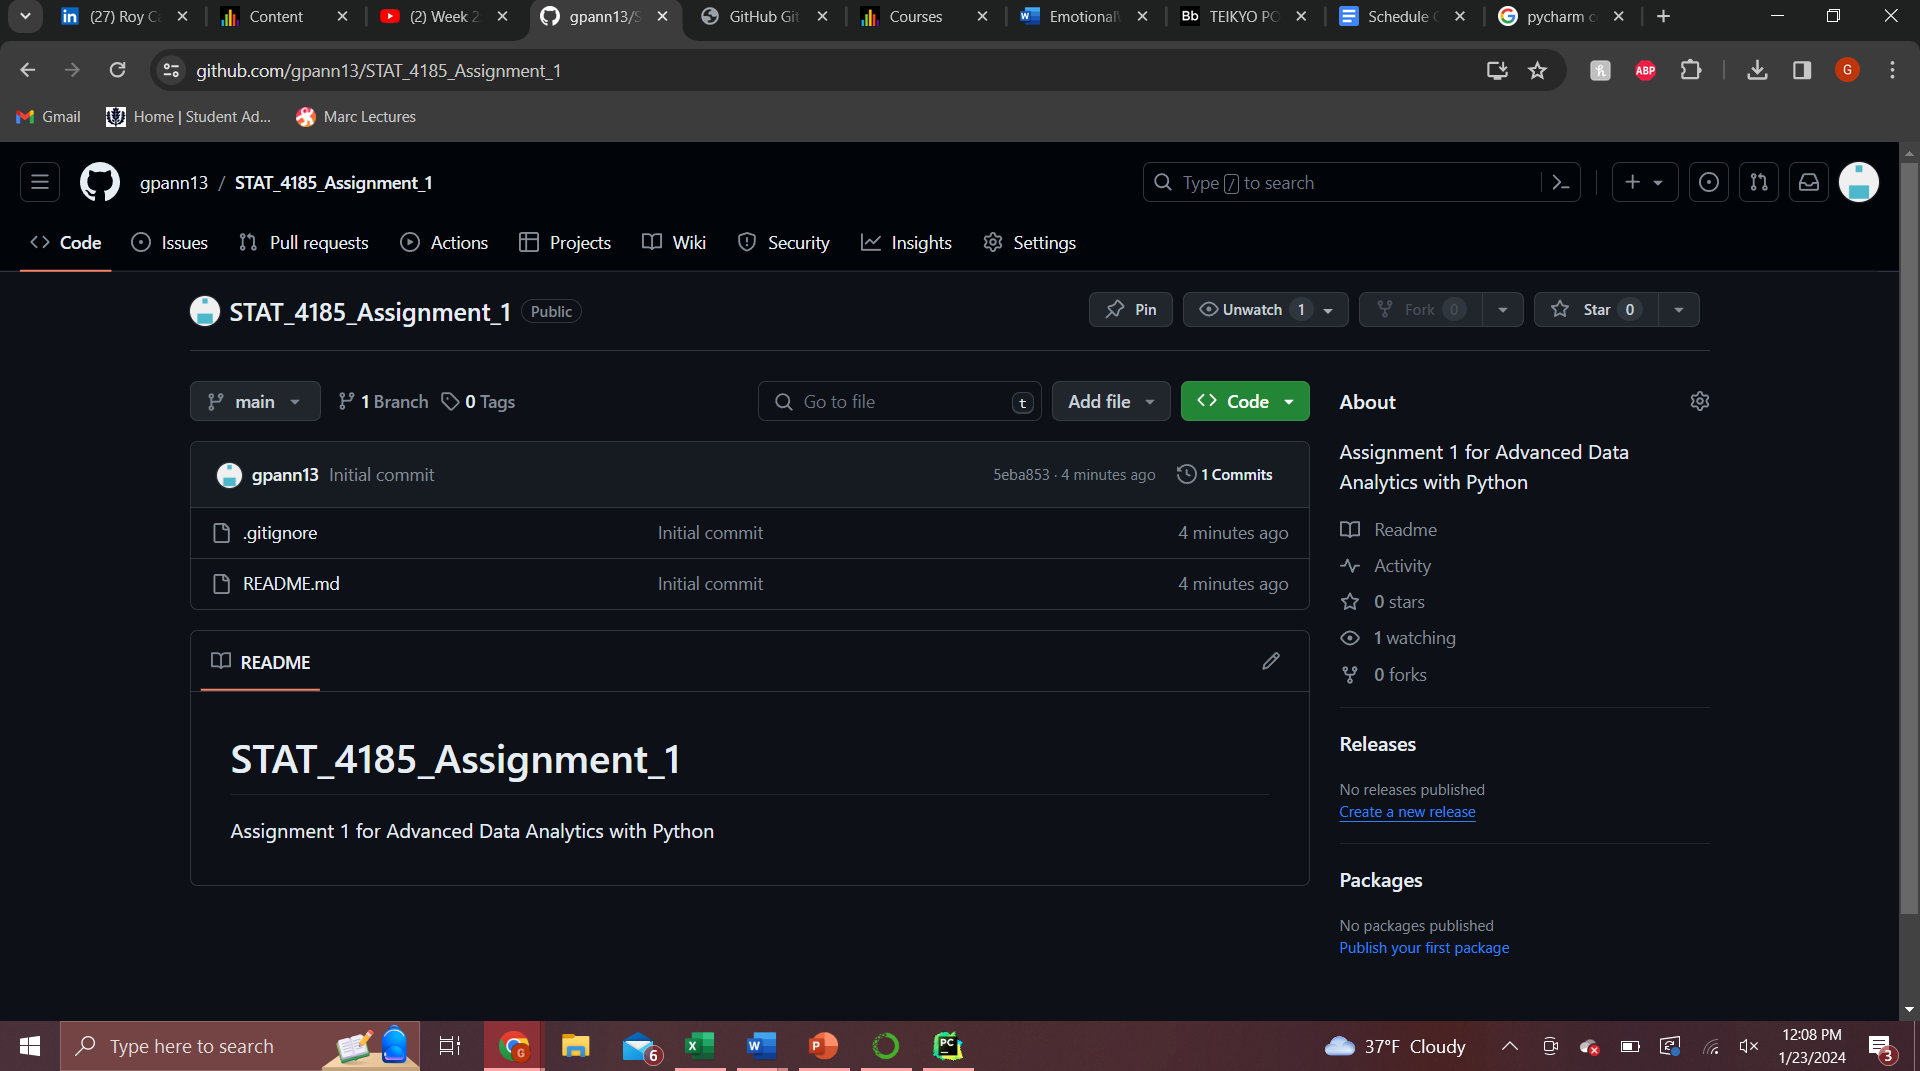 (27) Roy Ca
Content
(2) Week 2
gpann13/S
GitHub Git
Courses
Emotional
Bb TEIKYO PO
Schedule
pycharm c
github.com/gpann13/STAT_4185_Assignment_1
ABP
G
Gmail
Home | Student Ad...
Marc Lectures
gpann13 / STAT_4185_Assignment_1
Type / to search
Code
Issues
Pull requests
Actions
Projects
Wiki
Security
Insights
Settings
STAT_4185_Assignment_1 Public
Pin
Unwatch 1
Fork 0
Star 0
main
1 Branch
0 Tags
Go to file t
Add file
Code
gpann13 Initial commit 5eba853 · 4 minutes ago 1 Commits
.gitignore Initial commit 4 minutes ago
README.md Initial commit 4 minutes ago
README
STAT_4185_Assignment_1
Assignment 1 for Advanced Data Analytics with Python
About
Assignment 1 for Advanced Data
Analytics with Python
Readme
Activity
0 stars
1 watching
0 forks
Releases
No releases published
Create a new release
Packages
No packages published
Publish your first package
Type here to search
6
PC
37°F Cloudy
12:08 PM
1/23/2024
3